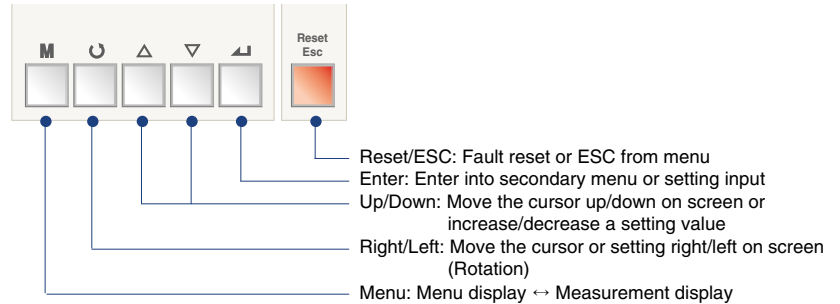 M
Reset
Esc
Reset/ESC: Fault reset or ESC from menu
Enter: Enter into secondary menu or setting input
Up/Down: Move the cursor up/down on screen or
increase/decrease a setting value
Right/Left: Move the cursor or setting right/left on screen
(Rotation)
Menu: Menu display ↔ Measurement display